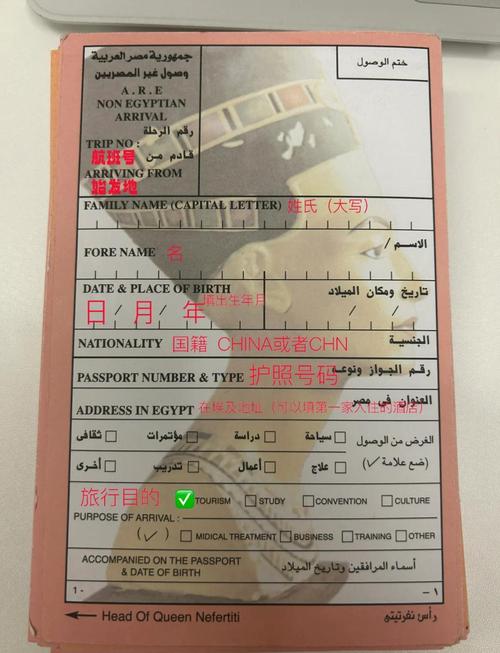 جمهورية مصر العربية
وصول غير المصريين
A.R.E
NON EGYPTIAN
ARRIVAL
ختم الوصول
رقم الرحلة
TRIP NO :
航班号
قادم من
ARRIVING FROM
始发地
FAMILY NAME (CAPITAL LETTER) 姓氏（大写）
FORE NAME 名
الاسم /
DATE & PLACE OF BIRTH
填出生年月
تاريخ ومكان الميلاد
日 / 月 / 年
/ /
NATIONALITY 国籍 CHINA或者CHN
الجنسية
PASSPORT NUMBER & TYPE 护照号码
رقم الجواز ونوعه
ADDRESS IN EGYPT 在埃及地址（可以填第一家入住的酒店）
العنوان فى مصر
الغرض من الوصول
سياحة
دراسة
مؤتمرات
ثقافى
(ضع علامة ✓)
علاج
أعمال
تدريب
أخرى
旅行目的
TOURISM
STUDY
CONVENTION
CULTURE
PURPOSE OF ARRIVAL :
(✓)
MIDICAL TREATMENT
BUSINESS
TRAINING
OTHER
ACCOMPANIED ON THE PASSPORT
& DATE OF BIRTH
أسماء المرافقين وتاريخ الميلاد
١٠
١ –
Head Of Queen Nefertiti
رأس نفرتيتى